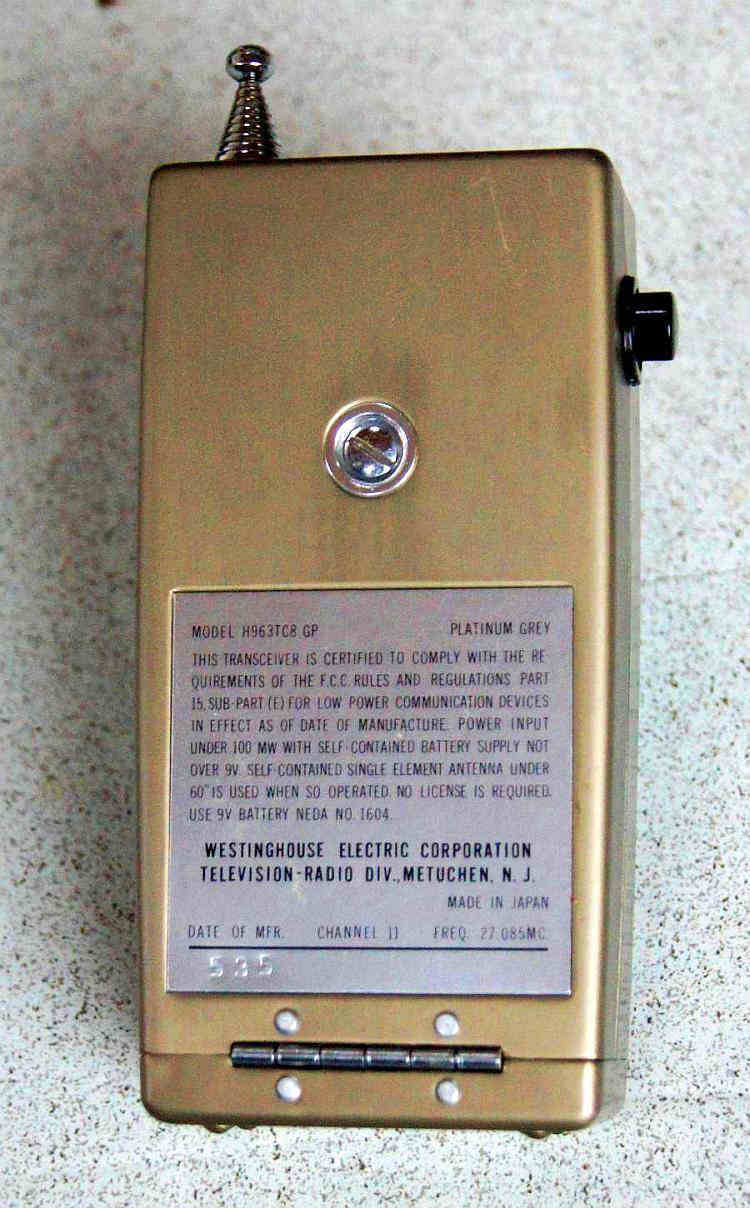 MODEL H963TC8 GP PLATINUM GREY
THIS TRANSCEIVER IS CERTIFIED TO COMPLY WITH THE RE-
QUIREMENTS OF THE F.C.C. RULES AND REGULATIONS PART
15, SUB-PART (E) FOR LOW POWER COMMUNICATION DEVICES
IN EFFECT AS OF DATE OF MANUFACTURE. POWER INPUT
UNDER 100 MW WITH SELF-CONTAINED BATTERY SUPPLY NOT
OVER 9V. SELF-CONTAINED SINGLE ELEMENT ANTENNA UNDER
60" IS USED WHEN SO OPERATED. NO LICENSE IS REQUIRED.
USE 9V BATTERY NEDA NO. 1604.
WESTINGHOUSE ELECTRIC CORPORATION
TELEVISION-RADIO DIV., METUCHEN, N. J.
MADE IN JAPAN
DATE OF MFR. CHANNEL 11 FREQ. 27.085MC.
535